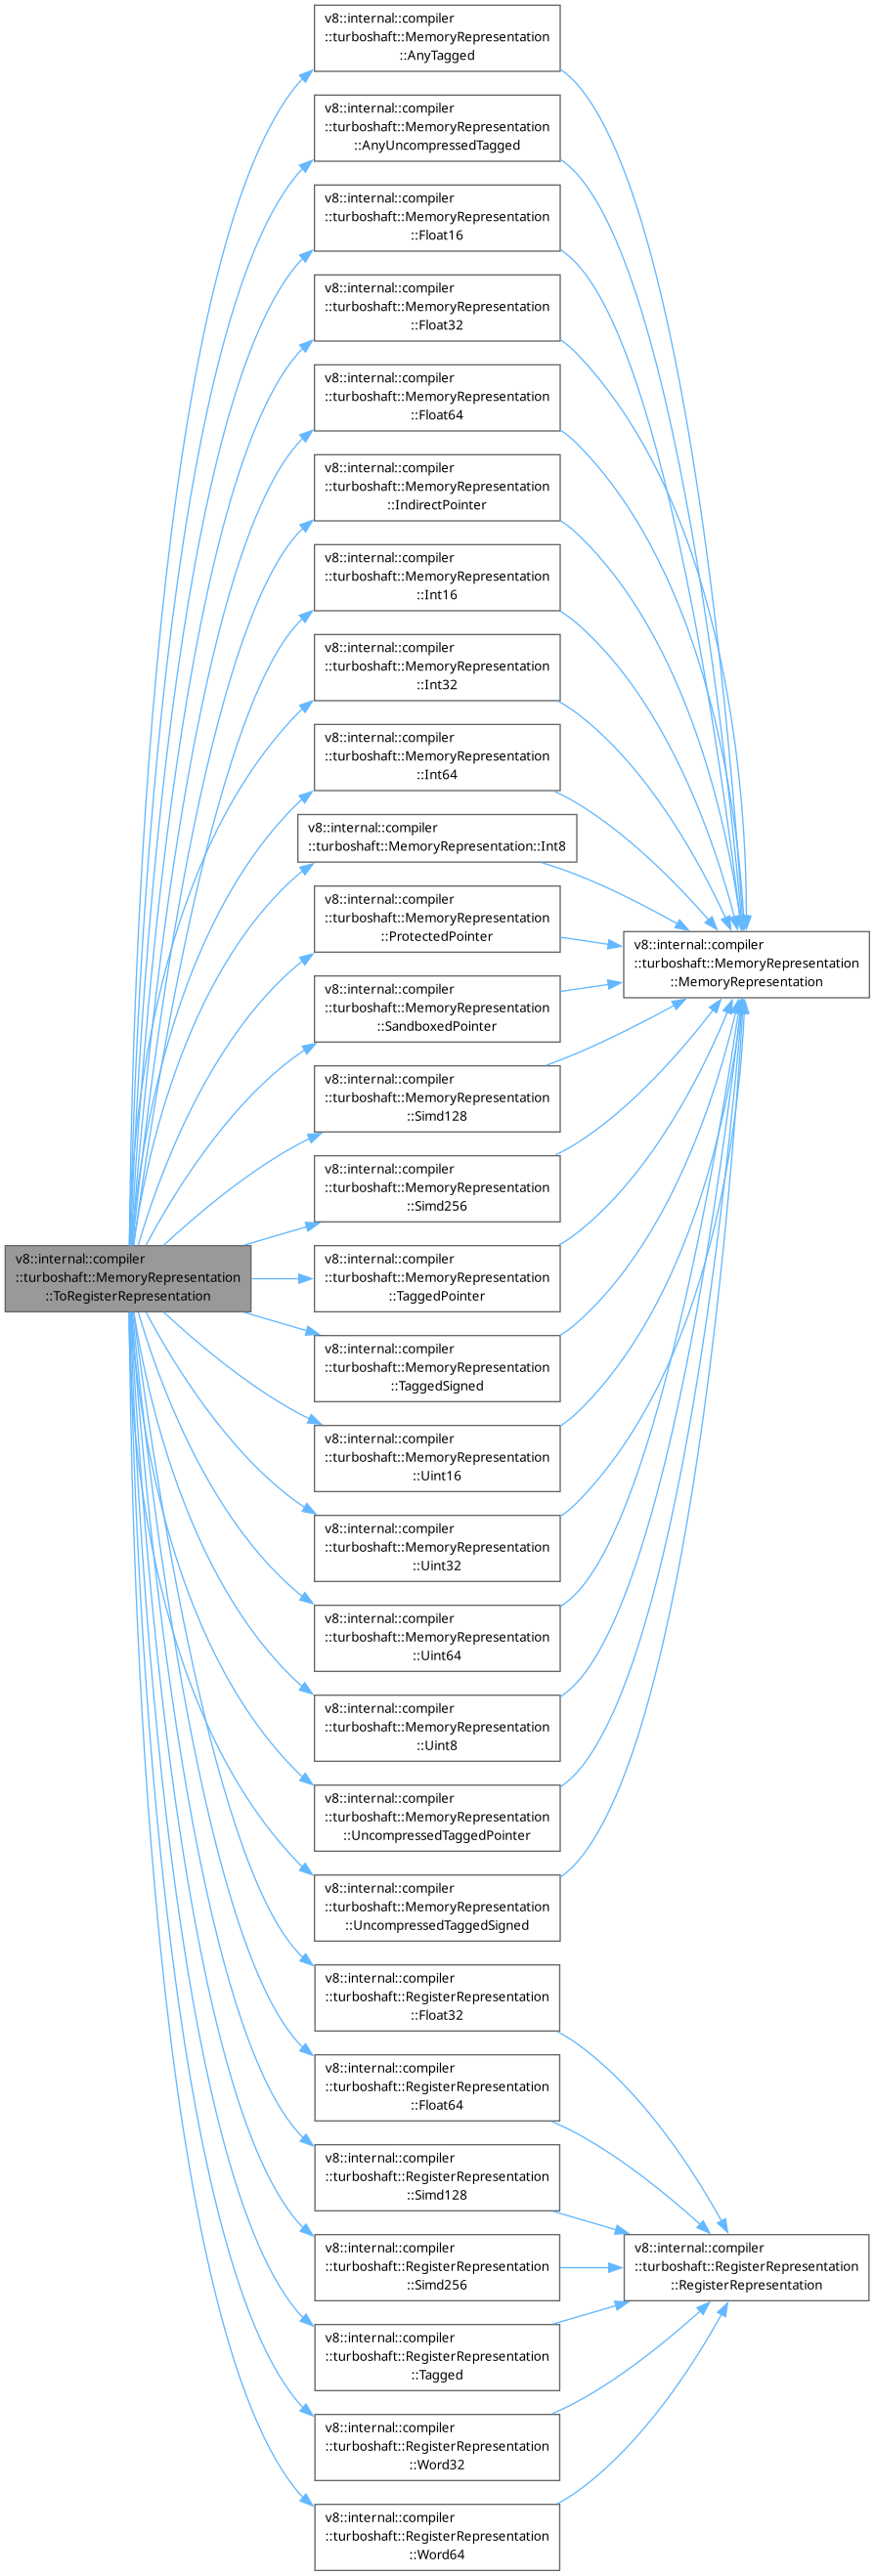 v8::internal::compiler
::turboshaft::MemoryRepresentation
::AnyTagged
v8::internal::compiler
::turboshaft::MemoryRepresentation
::AnyUncompressedTagged
v8::internal::compiler
::turboshaft::MemoryRepresentation
::Float16
v8::internal::compiler
::turboshaft::MemoryRepresentation
::Float32
v8::internal::compiler
::turboshaft::MemoryRepresentation
::Float64
v8::internal::compiler
::turboshaft::MemoryRepresentation
::IndirectPointer
v8::internal::compiler
::turboshaft::MemoryRepresentation
::Int16
v8::internal::compiler
::turboshaft::MemoryRepresentation
::Int32
v8::internal::compiler
::turboshaft::MemoryRepresentation
::Int64
v8::internal::compiler
::turboshaft::MemoryRepresentation::Int8
v8::internal::compiler
::turboshaft::MemoryRepresentation
::ProtectedPointer
v8::internal::compiler
::turboshaft::MemoryRepresentation
::MemoryRepresentation
v8::internal::compiler
::turboshaft::MemoryRepresentation
::SandboxedPointer
v8::internal::compiler
::turboshaft::MemoryRepresentation
::Simd128
v8::internal::compiler
::turboshaft::MemoryRepresentation
::Simd256
v8::internal::compiler
::turboshaft::MemoryRepresentation
::ToRegisterRepresentation
v8::internal::compiler
::turboshaft::MemoryRepresentation
::TaggedPointer
v8::internal::compiler
::turboshaft::MemoryRepresentation
::TaggedSigned
v8::internal::compiler
::turboshaft::MemoryRepresentation
::Uint16
v8::internal::compiler
::turboshaft::MemoryRepresentation
::Uint32
v8::internal::compiler
::turboshaft::MemoryRepresentation
::Uint64
v8::internal::compiler
::turboshaft::MemoryRepresentation
::Uint8
v8::internal::compiler
::turboshaft::MemoryRepresentation
::UncompressedTaggedPointer
v8::internal::compiler
::turboshaft::MemoryRepresentation
::UncompressedTaggedSigned
v8::internal::compiler
::turboshaft::RegisterRepresentation
::Float32
v8::internal::compiler
::turboshaft::RegisterRepresentation
::Float64
v8::internal::compiler
::turboshaft::RegisterRepresentation
::Simd128
v8::internal::compiler
::turboshaft::RegisterRepresentation
::Simd256
v8::internal::compiler
::turboshaft::RegisterRepresentation
::RegisterRepresentation
v8::internal::compiler
::turboshaft::RegisterRepresentation
::Tagged
v8::internal::compiler
::turboshaft::RegisterRepresentation
::Word32
v8::internal::compiler
::turboshaft::RegisterRepresentation
::Word64